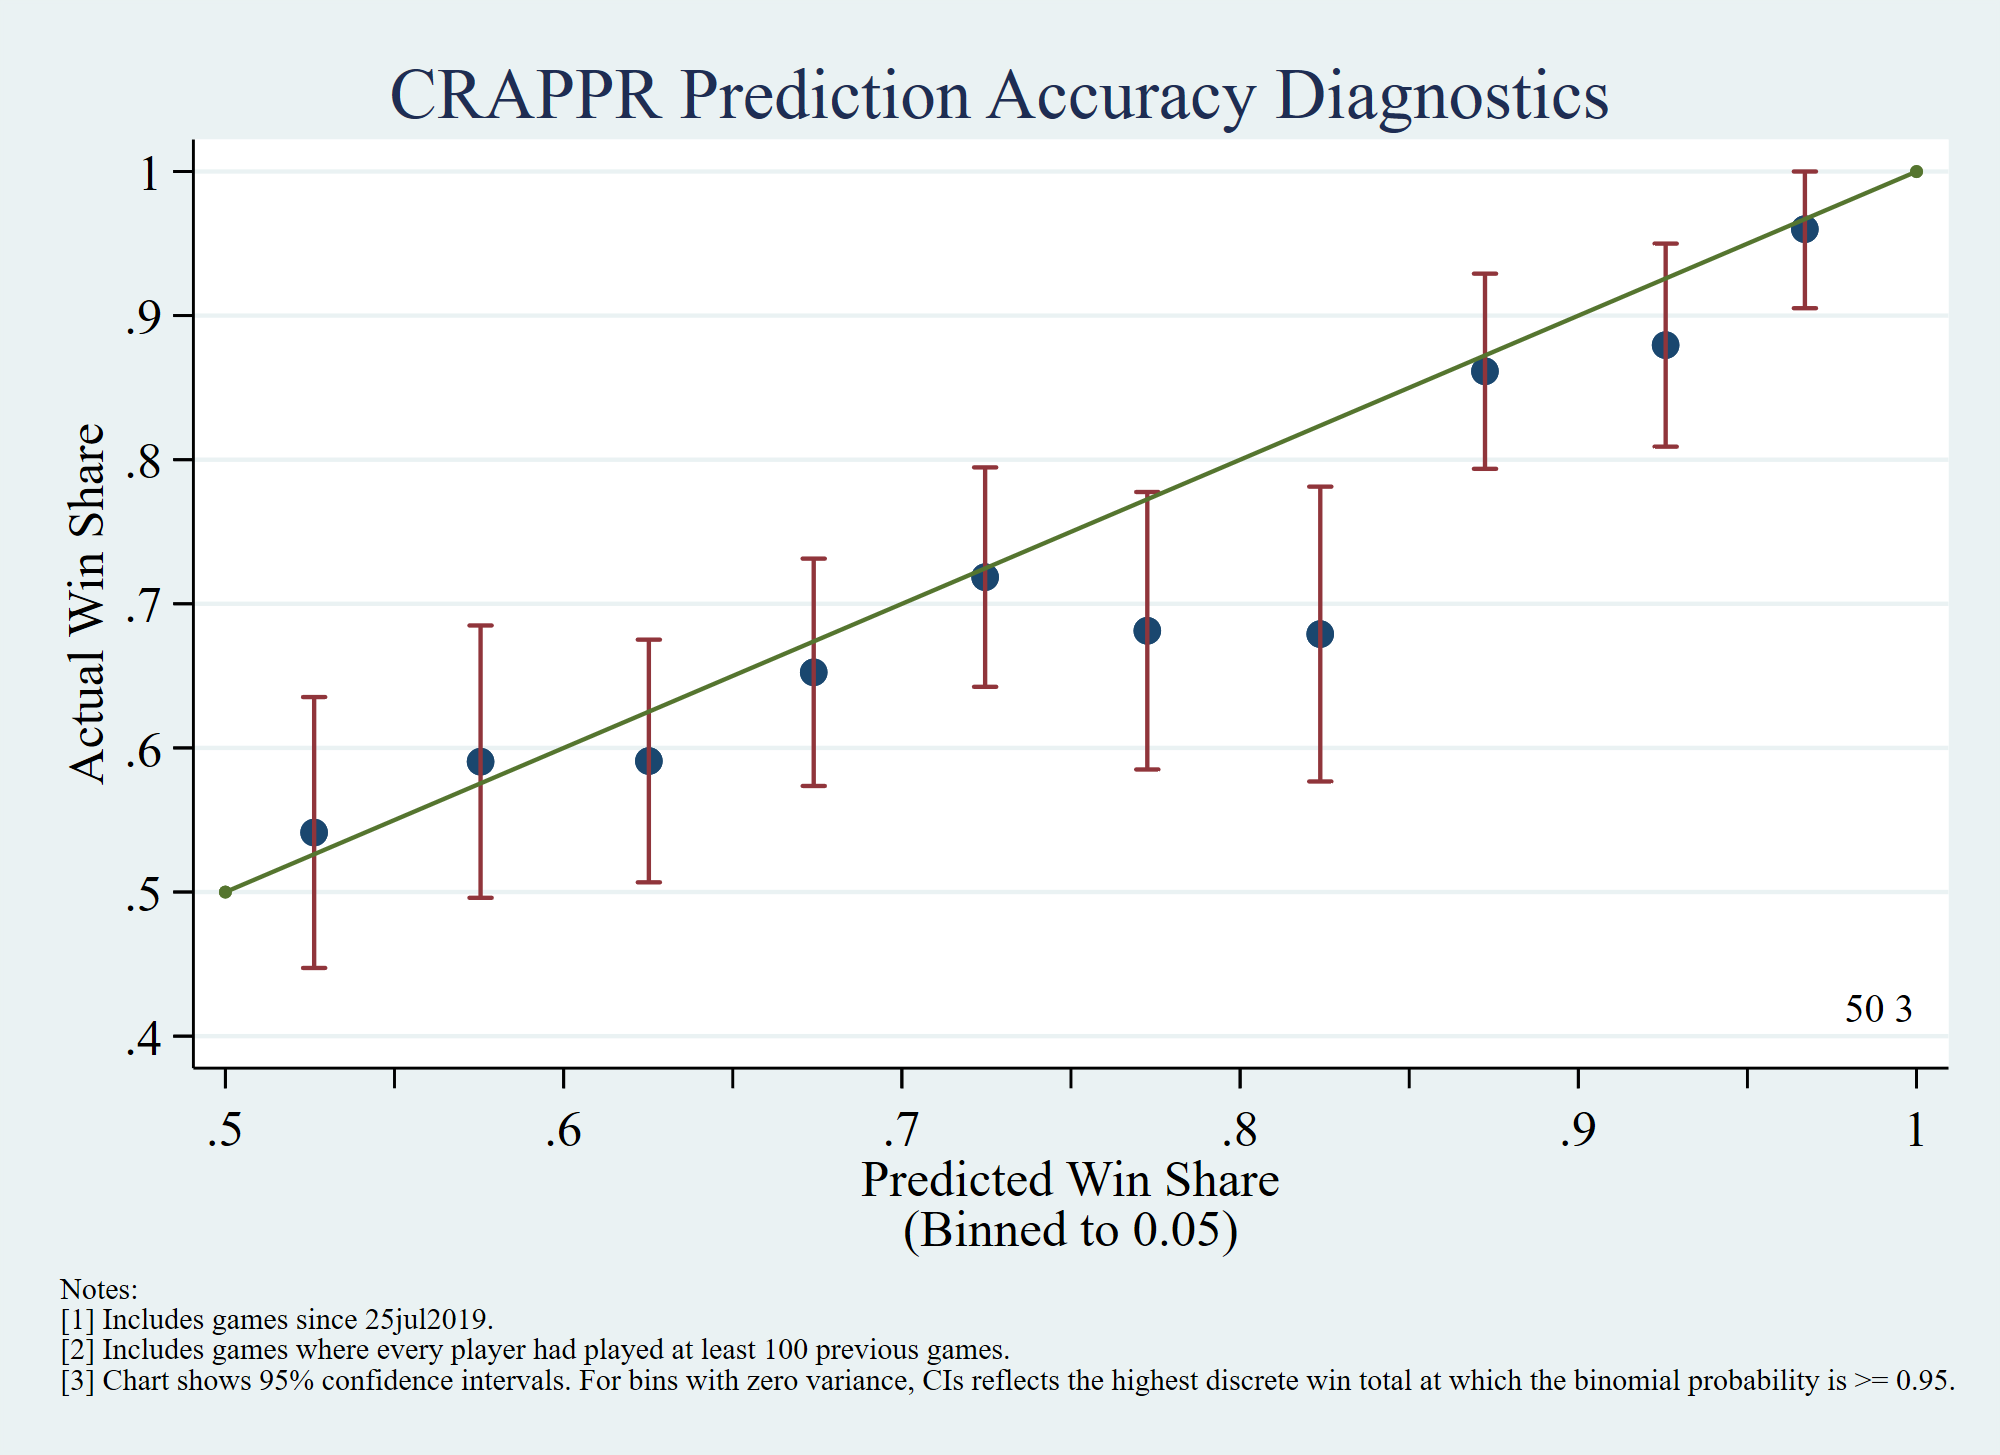 CRAPPR Prediction Accuracy Diagnostics
1
.9
.8
.7
.6
.5
.4
Actual Win Share
50 3
.5 .6 .7 .8 .9 1
Predicted Win Share
(Binned to 0.05)
Notes:
[1] Includes games since 25jul2019.
[2] Includes games where every player had played at least 100 previous games.
[3] Chart shows 95% confidence intervals. For bins with zero variance, CIs reflects the highest discrete win total at which the binomial probability is >= 0.95.